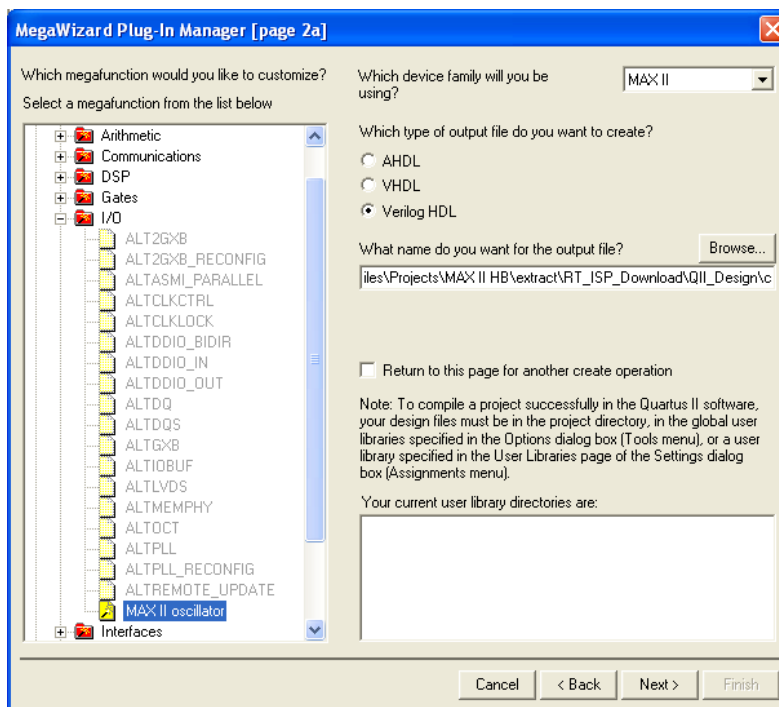 MegaWizard Plug-In Manager [page 2a]
Which megafunction would you like to customize?
Select a megafunction from the list below
Arithmetic
Communications
DSP
Gates
I/O
ALT2GXB
ALT2GXB_RECONFIG
ALTASMI_PARALLEL
ALTCLKCTRL
ALTCLKLOCK
ALTDDIO_BIDIR
ALTDDIO_IN
ALTDDIO_OUT
ALTDQ
ALTDQS
ALTGXB
ALTIOBUF
ALTLVDS
ALTMEMPHY
ALTOCT
ALTPLL
ALTPLL_RECONFIG
ALTREMOTE_UPDATE
MAX II oscillator
Interfaces
Which device family will you be
using?
MAX II
Which type of output file do you want to create?
AHDL
VHDL
Verilog HDL
What name do you want for the output file?
Browse...
iles\Projects\MAX II HB\extract\RT_ISP_Download\QII_Design\c
Return to this page for another create operation
Note: To compile a project successfully in the Quartus II software,
your design files must be in the project directory, in the global user
libraries specified in the Options dialog box (Tools menu), or a user
library specified in the User Libraries page of the Settings dialog
box (Assignments menu).
Your current user library directories are:
Cancel
< Back
Next >
Finish